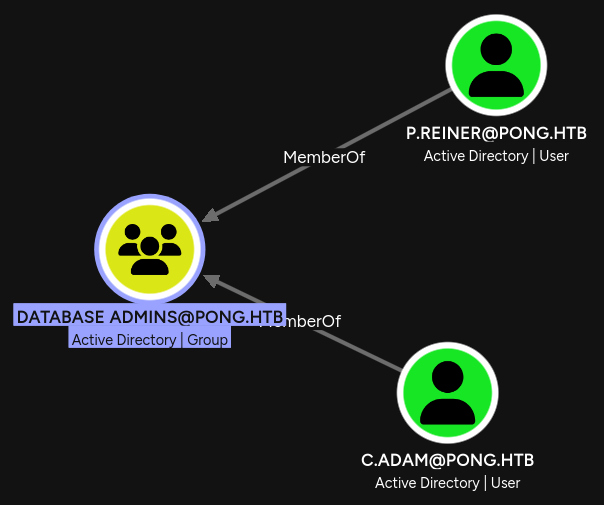 P.REINER@PONG.HTB
Active Directory | User
MemberOf
DATABASE ADMINS@PONG.HTB
Active Directory | Group
MemberOf
C.ADAM@PONG.HTB
Active Directory | User